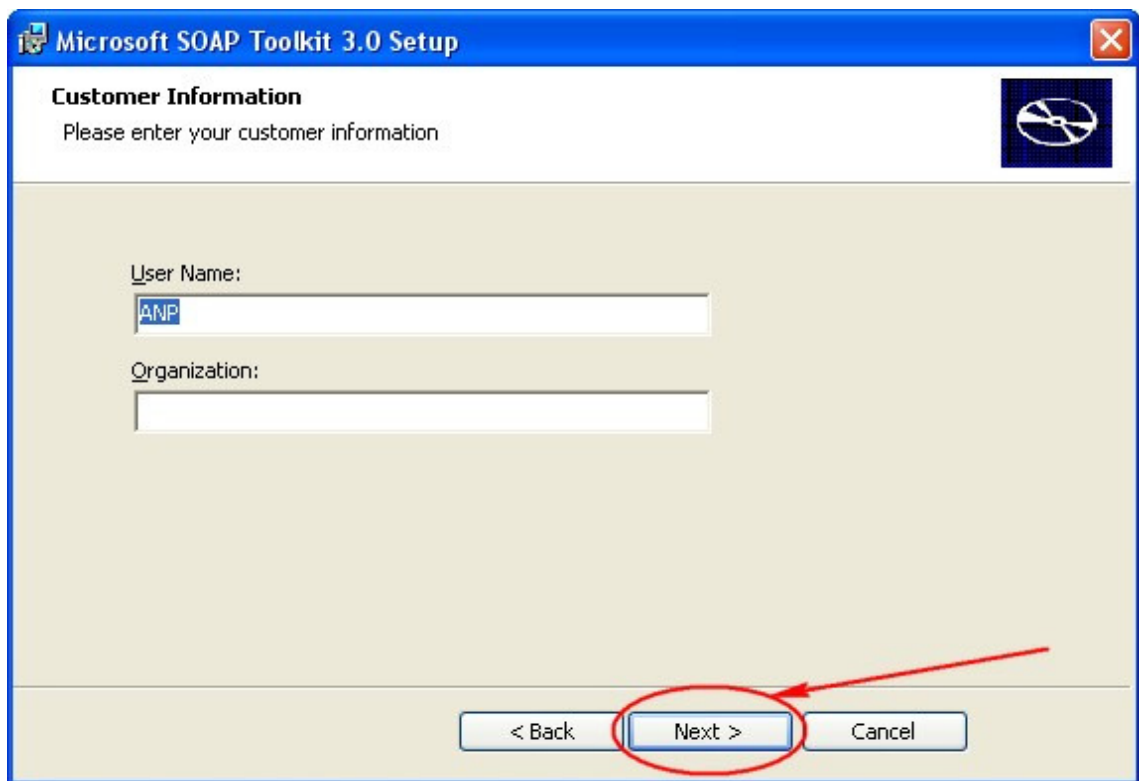 Microsoft SOAP Toolkit 3.0 Setup
Customer Information
Please enter your customer information
User Name:
ANP
Organization:
< Back Next > Cancel